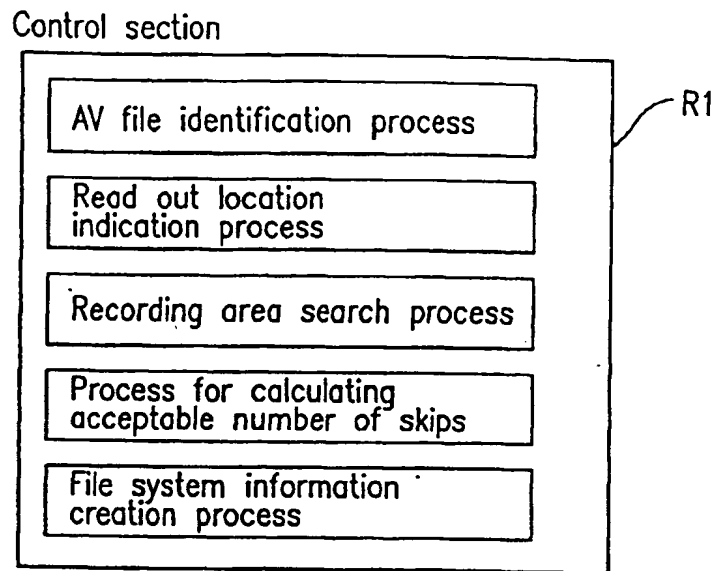 Control section
R1
AV file identification process
Read out location
indication process
Recording area search process
Process for calculating
acceptable number of skips
File system information
creation process